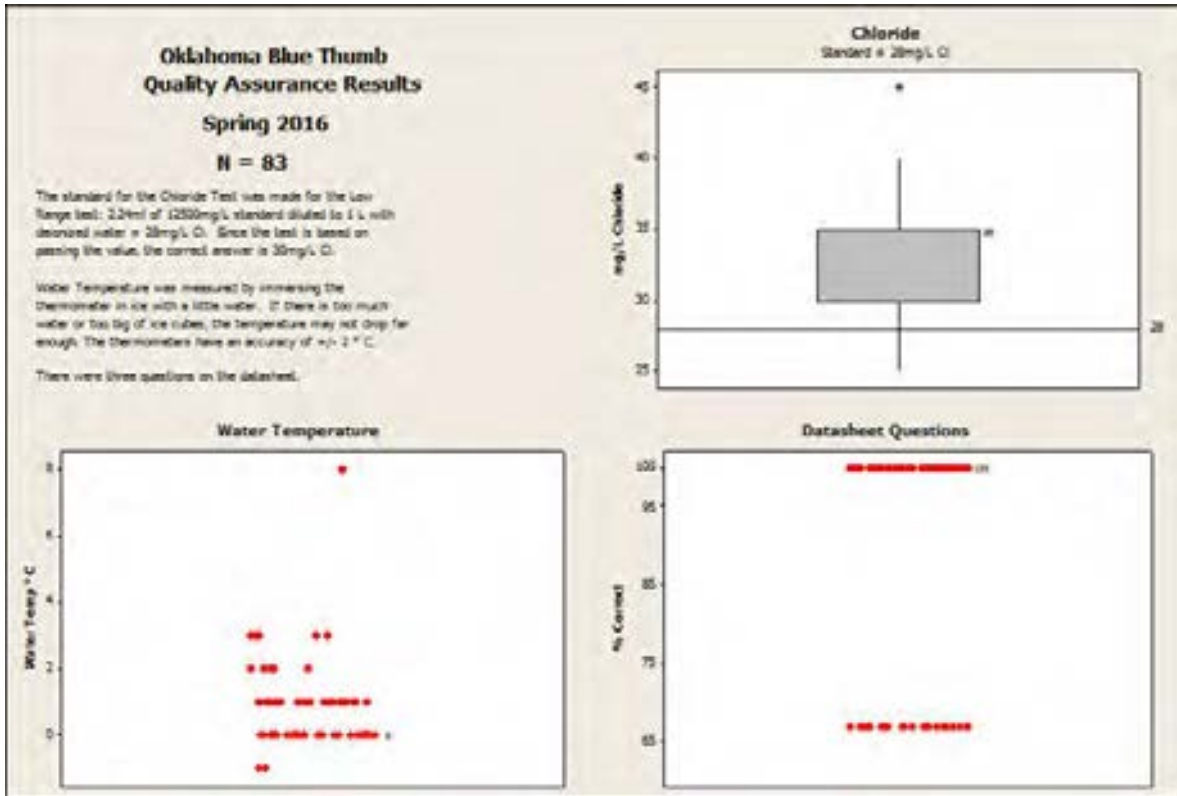 Oklahoma Blue Thumb
Quality Assurance Results
Spring 2016
N = 83
The standard for the Chloride Test was made for the Low
Range test: 2.24ml of 12500mg/L standard diluted to 1 L with
deionized water = 28mg/L Cl. Since the test is based on
passing the value, the correct answer is 30mg/L Cl.
Water Temperature was measured by immersing the
thermometer in ice with a little water. If there is too much
water or too big of ice cubes, the temperature may not drop far
enough. The thermometers have an accuracy of +/- 2 ° C.
There were three questions on the datasheet.
Chloride
Standard = 28mg/L Cl
mg/L Chloride
45
40
35
30
25
28
Water Temperature
Water Temp ° C
8
6
4
2
0
Datasheet Questions
% Correct
100
95
85
75
65
100